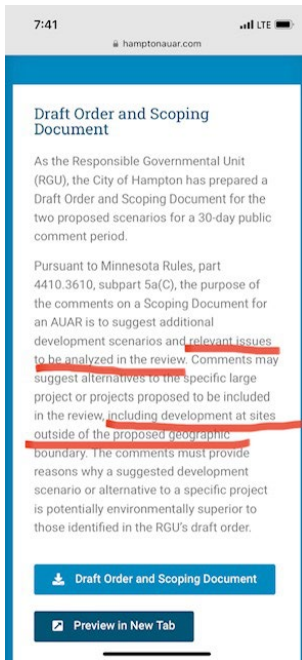 7:41
LTE
hamptonauar.com
Draft Order and Scoping
Document
As the Responsible Governmental Unit
(RGU), the City of Hampton has prepared a
Draft Order and Scoping Document for the
two proposed scenarios for a 30-day public
comment period.
Pursuant to Minnesota Rules, part
4410.3610, subpart 5a(C), the purpose of
the comments on a Scoping Document for
an AUAR is to suggest additional
development scenarios and relevant issues
to be analyzed in the review. Comments may
suggest alternatives to the specific large
project or projects proposed to be included
in the review, including development at sites
outside of the proposed geographic
boundary. The comments must provide
reasons why a suggested development
scenario or alternative to a specific project
is potentially environmentally superior to
those identified in the RGU's draft order.
Draft Order and Scoping Document
Preview in New Tab